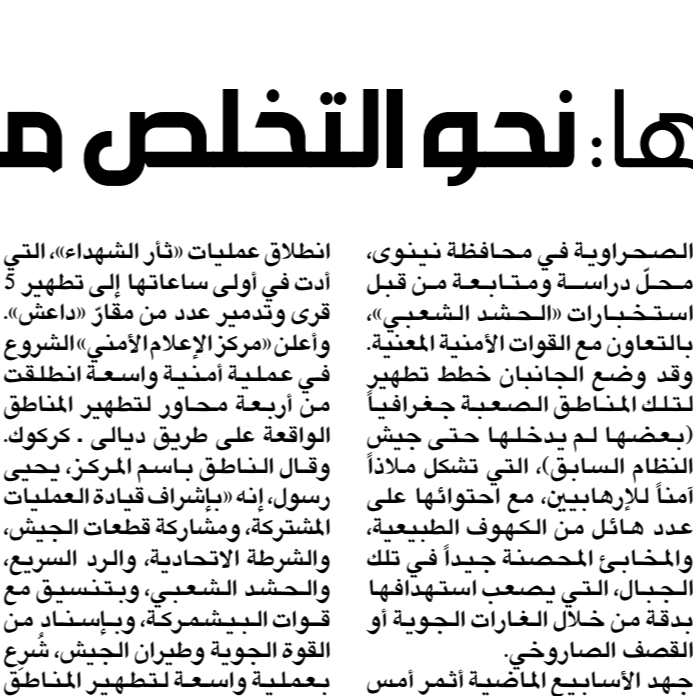 ها: نحو التخلص م
الصحراوية في محافظة نينوى،
محلّ دراسة ومتابعة من قبل
استخبارات «الحشد الشعبي»،
بالتعاون مع القوات الأمنية المعنية.
وقد وضع الجانبان خطط تطهير
لتلك المناطق الصعبة جغرافياً
(بعضها لم يدخلها حتى جيش
النظام السابق)، التي تشكل ملاذاً
آمناً للإرهابيين، مع احتوائها على
عدد هائل من الكهوف الطبيعية،
والمخابئ المحصنة جيداً في تلك
الجبال، التي يصعب استهدافها
بدقة من خلال الغارات الجوية أو
القصف الصاروخي.
جهد الأسابيع الماضية أثمر أمس
انطلاق عمليات «ثأر الشهداء»، التي
أدت في أولى ساعاتها إلى تطهير 5
قرى وتدمير عدد من مقارّ «داعش».
وأعلن «مركز الإعلام الأمني» الشروع
في عملية أمنية واسعة انطلقت
من أربعة محاور لتطهير المناطق
الواقعة على طريق ديالى ـ كركوك.
وقال الناطق باسم المركز، يحيى
رسول، إنه «بإشراف قيادة العمليات
المشتركة، ومشاركة قطعات الجيش،
والشرطة الاتحادية، والرد السريع،
والحشد الشعبي، وبتنسيق مع
قوات البيشمركة، وبإسناد من
القوة الجوية وطيران الجيش، شُرع
بعملية واسعة لتطهير المناطق